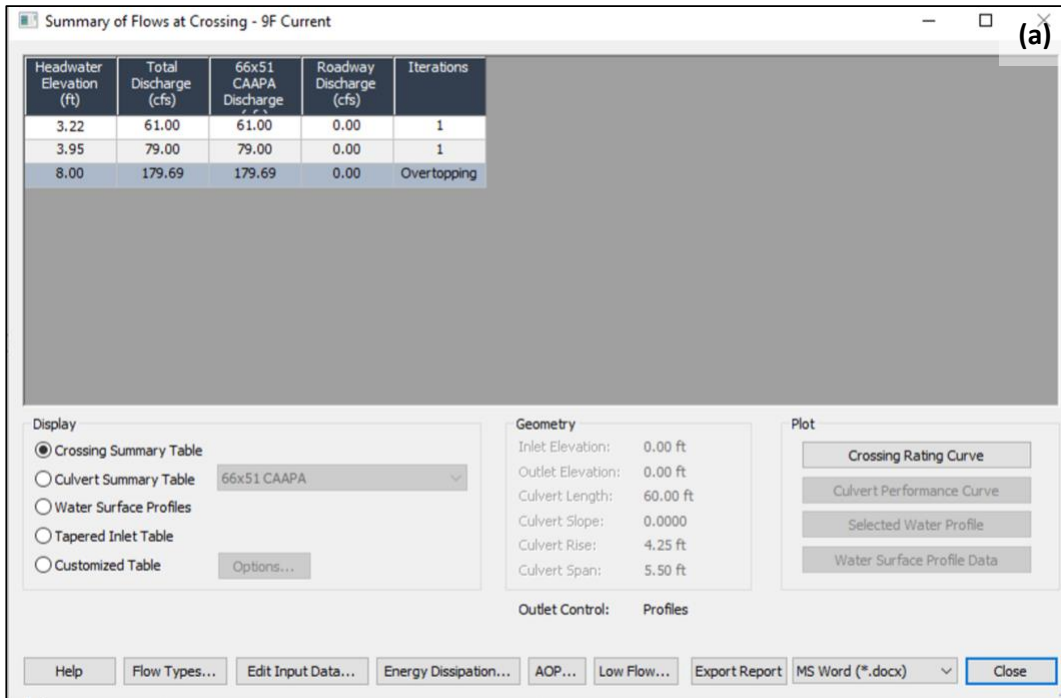 Summary of Flows at Crossing - 9F Current
(a)
Headwater Elevation (ft) Total Discharge (cfs) 66x51 CAAPA Discharge Roadway Discharge (cfs) Iterations
3.22 61.00 61.00 0.00 1
3.95 79.00 79.00 0.00 1
8.00 179.69 179.69 0.00 Overtopping
Display
Crossing Summary Table
Culvert Summary Table 66x51 CAAPA
Water Surface Profiles
Tapered Inlet Table
Customized Table Options...
Geometry
Inlet Elevation: 0.00 ft
Outlet Elevation: 0.00 ft
Culvert Length: 60.00 ft
Culvert Slope: 0.0000
Culvert Rise: 4.25 ft
Culvert Span: 5.50 ft
Outlet Control: Profiles
Plot
Crossing Rating Curve
Culvert Performance Curve
Selected Water Profile
Water Surface Profile Data
Help Flow Types... Edit Input Data... Energy Dissipation... AOP... Low Flow... Export Report MS Word (*.docx) Close